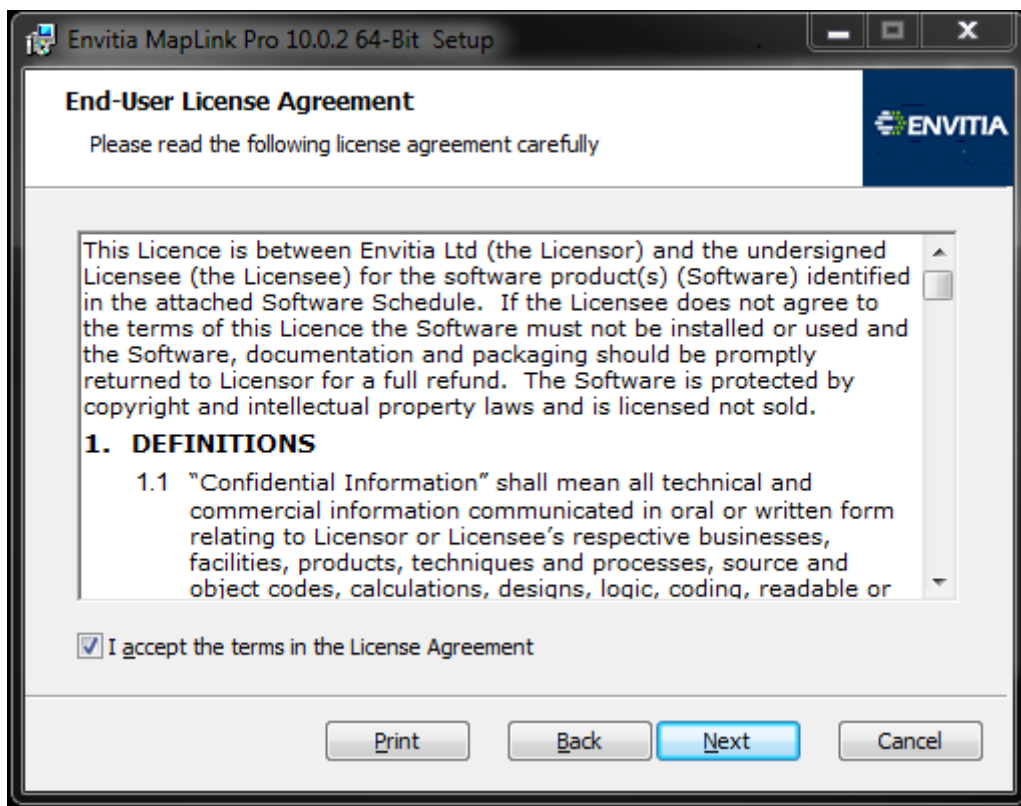 Envitia MapLink Pro 10.0.2 64-Bit  Setup
End-User License Agreement
Please read the following license agreement carefully
ENVITIA
This Licence is between Envitia Ltd (the Licensor) and the undersigned
Licensee (the Licensee) for the software product(s) (Software) identified
in the attached Software Schedule.  If the Licensee does not agree to
the terms of this Licence the Software must not be installed or used and
the Software, documentation and packaging should be promptly
returned to Licensor for a full refund.  The Software is protected by
copyright and intellectual property laws and is licensed not sold.
1.  DEFINITIONS
1.1  “Confidential Information” shall mean all technical and
commercial information communicated in oral or written form
relating to Licensor or Licensee’s respective businesses,
facilities, products, techniques and processes, source and
object codes, calculations, designs, logic, coding, readable or
I accept the terms in the License Agreement
Print
Back
Next
Cancel